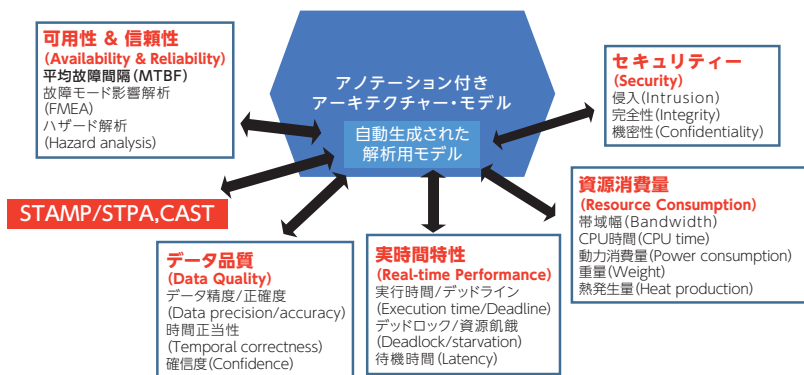 可用性 & 信頼性
(Availability & Reliability)
平均故障間隔(MTBF)
故障モード影響解析
(FMEA)
ハザード解析
(Hazard analysis)
アノテーション付き
アーキテクチャー・モデル
自動生成された
解析用モデル
セキュリティー
(Security)
侵入(Intrusion)
完全性(Integrity)
機密性(Confidentiality)
STAMP/STPA,CAST
データ品質
(Data Quality)
データ精度/正確度
(Data precision/accuracy)
時間正当性
(Temporal correctness)
確信度(Confidence)
実時間特性
(Real-time Performance)
実行時間/デッドライン
(Execution time/Deadline)
デッドロック/資源飢餓
(Deadlock/starvation)
待機時間(Latency)
資源消費量
(Resource Consumption)
帯域幅(Bandwidth)
CPU時間(CPU time)
動力消費量(Power consumption)
重量(Weight)
熱発生量(Heat production)